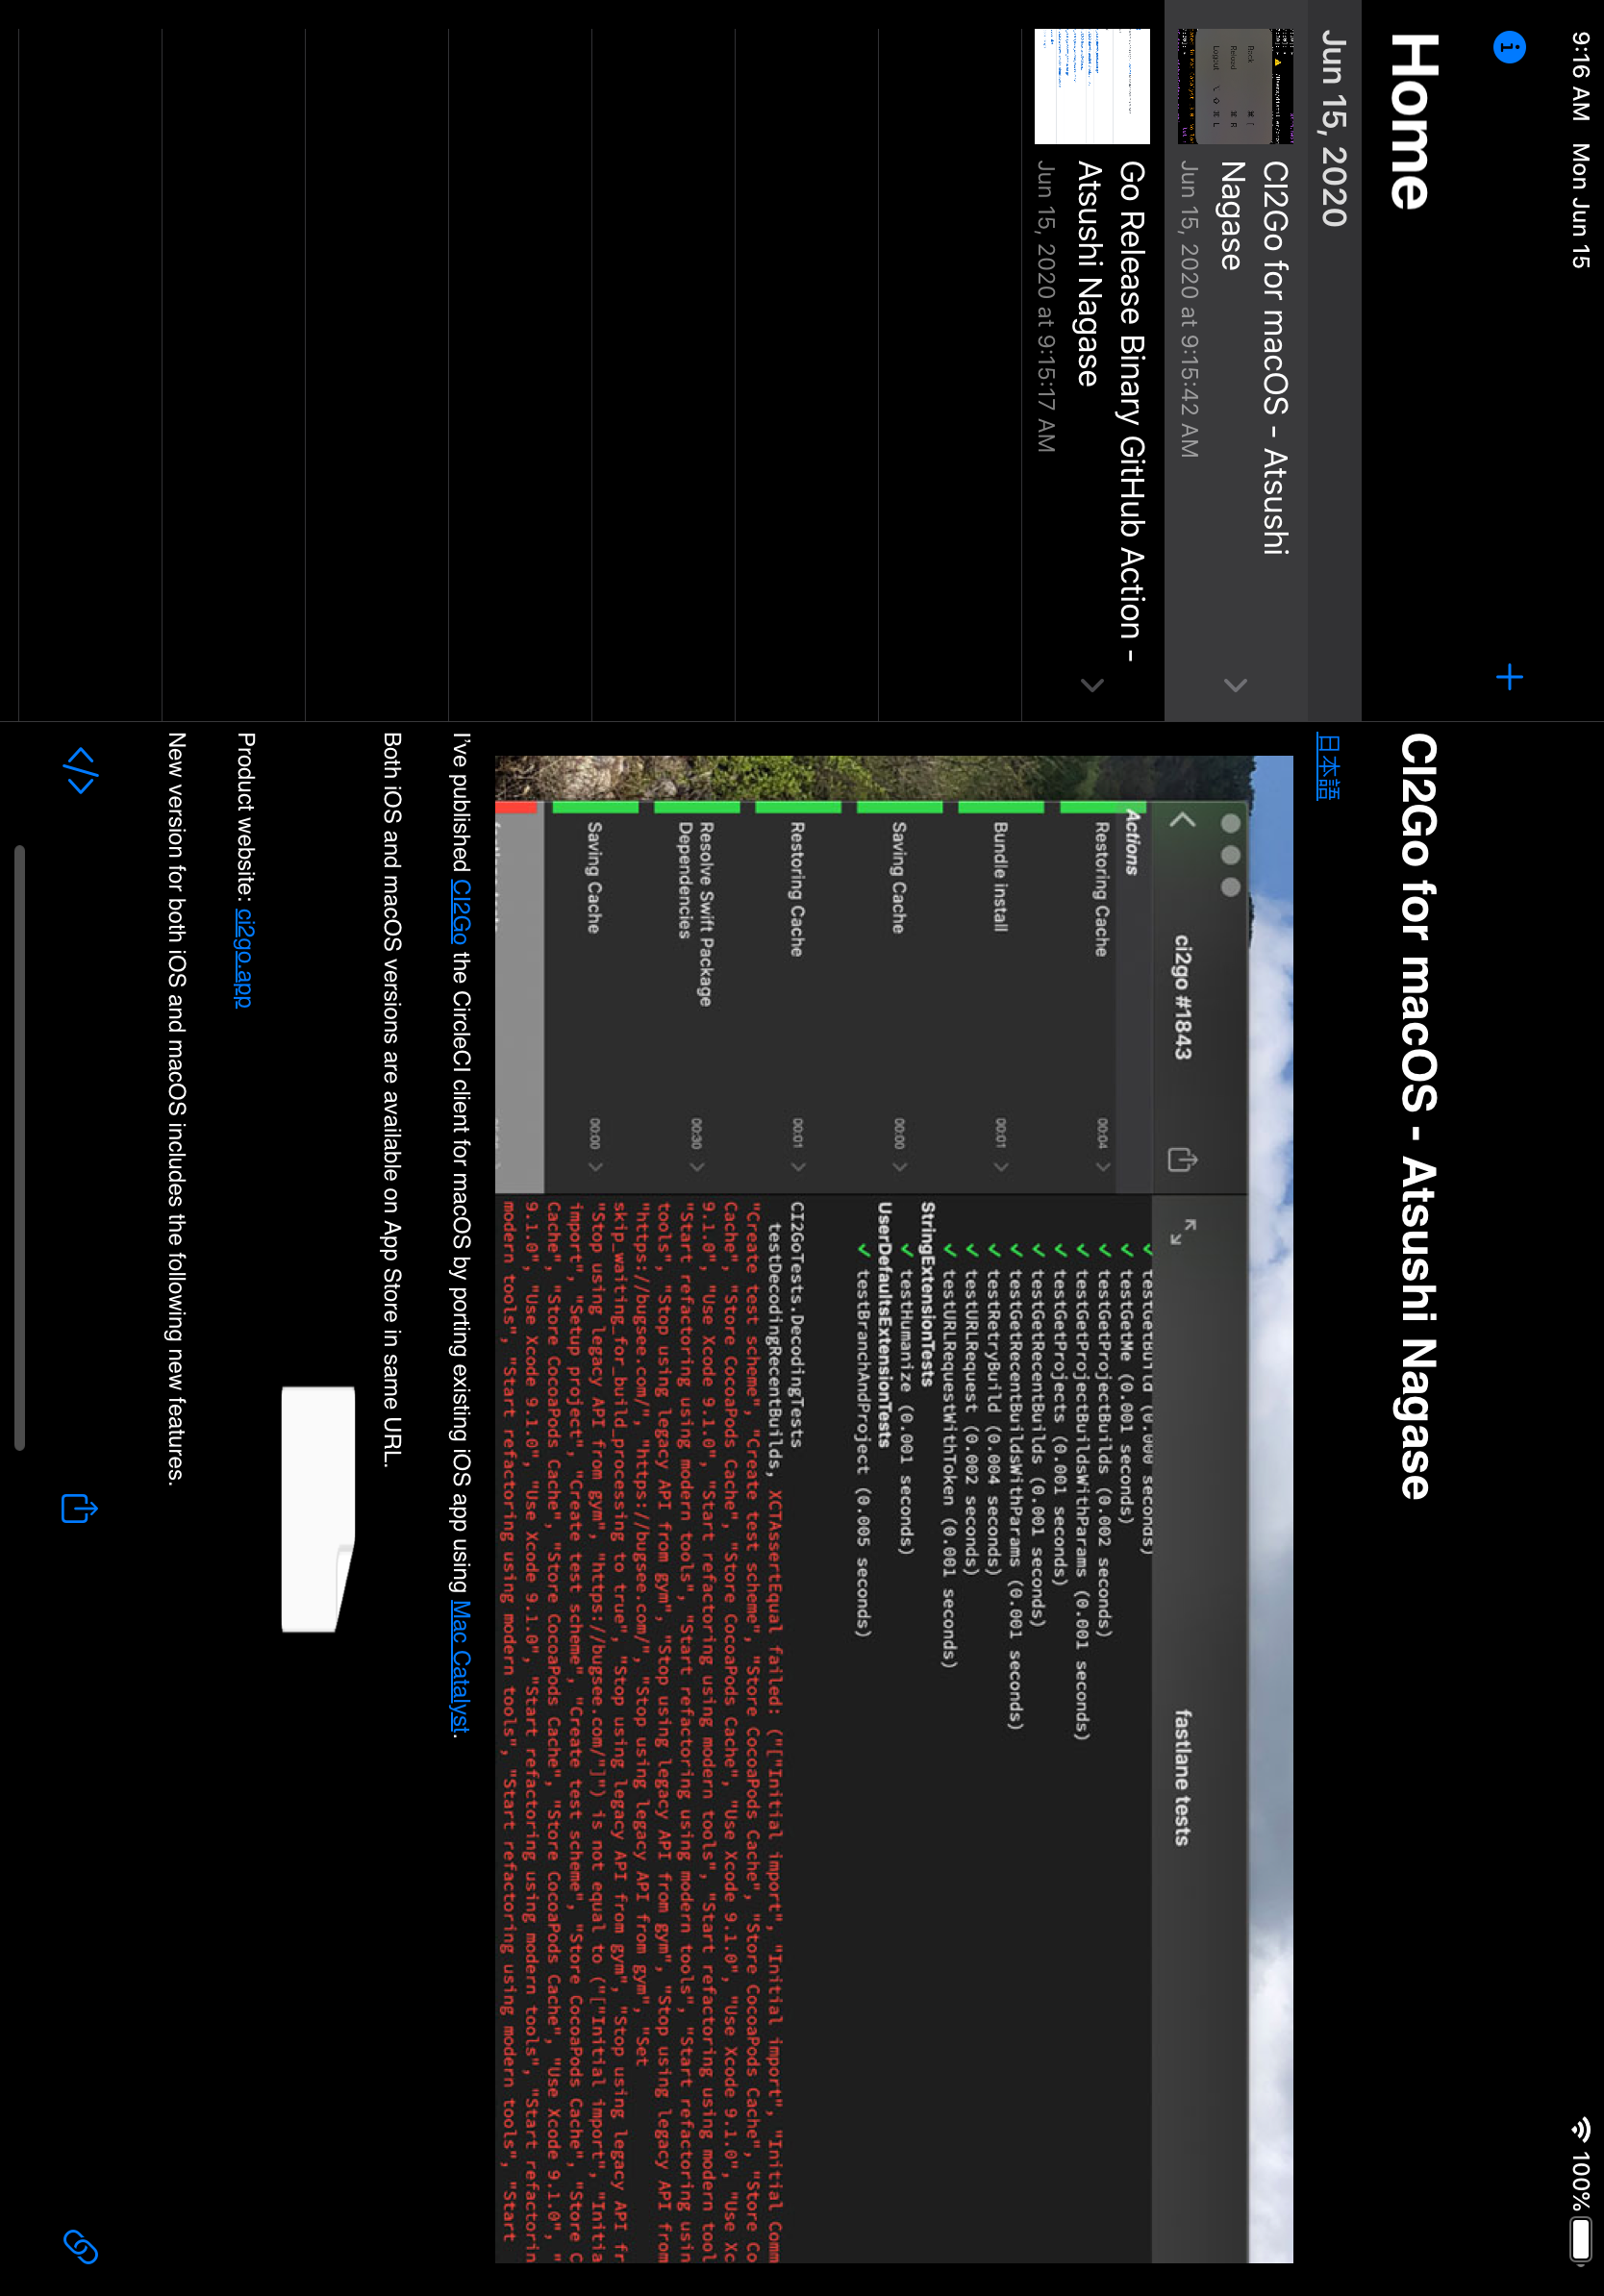 9:16 AM Mon Jun 15
100%
Home
Jun 15, 2020
CI2Go for macOS - Atsushi
Nagase
Jun 15, 2020 at 9:15:42 AM
Go Release Binary GitHub Action -
Atsushi Nagase
Jun 15, 2020 at 9:15:17 AM
Back ⌘ [
Reload ⌘ R
Logout ⌥ ⇧ ⌘ L
CI2Go for macOS - Atsushi Nagase
日本語
ci2go #1843
Actions
Restoring Cache 00:04
Bundle install 00:01
Saving Cache 00:00
Restoring Cache 00:01
Resolve Swift Package
Dependencies 00:30
Saving Cache 00:00
fastlane tests
testGetBuild (0.000 seconds)
✓ testGetMe (0.001 seconds)
✓ testGetProjectBuilds (0.002 seconds)
✓ testGetProjectBuildsWithParams (0.001 seconds)
✓ testGetProjects (0.001 seconds)
✓ testGetRecentBuilds (0.001 seconds)
✓ testGetRecentBuildsWithParams (0.001 seconds)
✓ testRetryBuild (0.004 seconds)
✓ testURLRequest (0.002 seconds)
✓ testURLRequestWithToken (0.001 seconds)
StringExtensionTests
✓ testHumanize (0.001 seconds)
UserDefaultsExtensionTests
✓ testBranchAndProject (0.005 seconds)
CI2GoTests.DecodingTests
testDecodingRecentBuilds, XCTAssertEqual failed: ("["Initial import", "Initial import", "Initial Comm
"Create test scheme", "Create test scheme", "Store CocoaPods Cache", "Store CocoaPods Cache", "Store Co
Cache", "Store CocoaPods Cache", "Store CocoaPods Cache", "Use Xcode 9.1.0", "Use Xcode 9.1.0", "Use Xc
9.1.0", "Use Xcode 9.1.0", "Start refactoring using modern tools", "Start refactoring using modern tool
"Start refactoring using modern tools", "Start refactoring using modern tools", "Start refactoring usin
tools", "Stop using legacy API from gym", "Stop using legacy API from gym", "Stop using legacy API from
"https://bugsee.com/", "https://bugsee.com/", "Stop using legacy API from gym", "Set
skip_waiting_for_build_processing to true", "Stop using legacy API from gym", "Stop using legacy API fr
"Stop using legacy API from gym", "https://bugsee.com/"]") is not equal to ("["Initial import", "Initia
import", "Setup project", "Create test scheme", "Create test scheme", "Store CocoaPods Cache", "Store C
Cache", "Store CocoaPods Cache", "Store CocoaPods Cache", "Store CocoaPods Cache", "Use Xcode 9.1.0", "
9.1.0", "Use Xcode 9.1.0", "Use Xcode 9.1.0", "Start refactoring using modern tools", "Start refactorin
modern tools", "Start refactoring using modern tools", "Start refactoring using modern tools", "Start
I've published CI2Go the CircleCI client for macOS by porting existing iOS app using Mac Catalyst.
Both iOS and macOS versions are available on App Store in same URL.
Product website: ci2go.app
New version for both iOS and macOS includes the following new features.